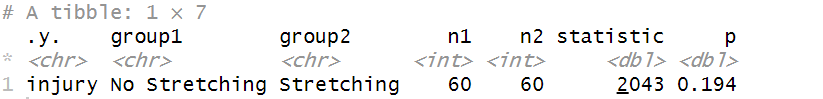 # A tibble: 1 × 7
.y. group1 group2 n1 n2 statistic p
* <chr> <chr> <chr> <int> <int> <dbl> <dbl>
1 injury No Stretching Stretching 60 60 2043 0.194